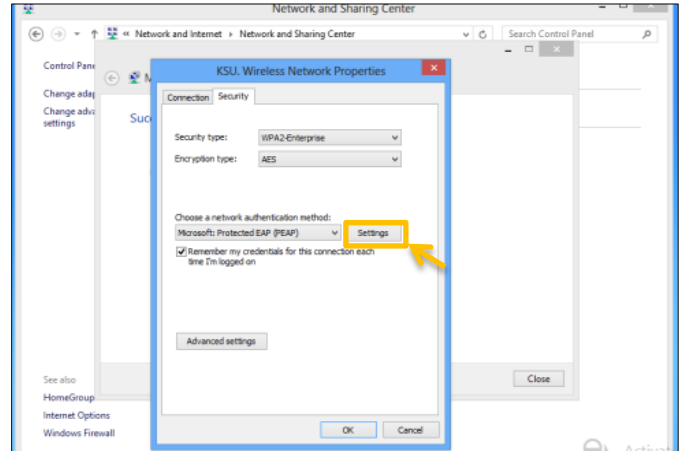 Network and Sharing Center
« Network and Internet ▸ Network and Sharing Center
Search Control Panel
Control Pane
Change adap
Change adva
settings
Succ
KSU. Wireless Network Properties
Connection Security
Security type: WPA2-Enterprise
Encryption type: AES
Choose a network authentication method:
Microsoft: Protected EAP (PEAP) Settings
Remember my credentials for this connection each
time I'm logged on
Advanced settings
OK Cancel
Close
See also
HomeGroup
Internet Options
Windows Firewall
Activat